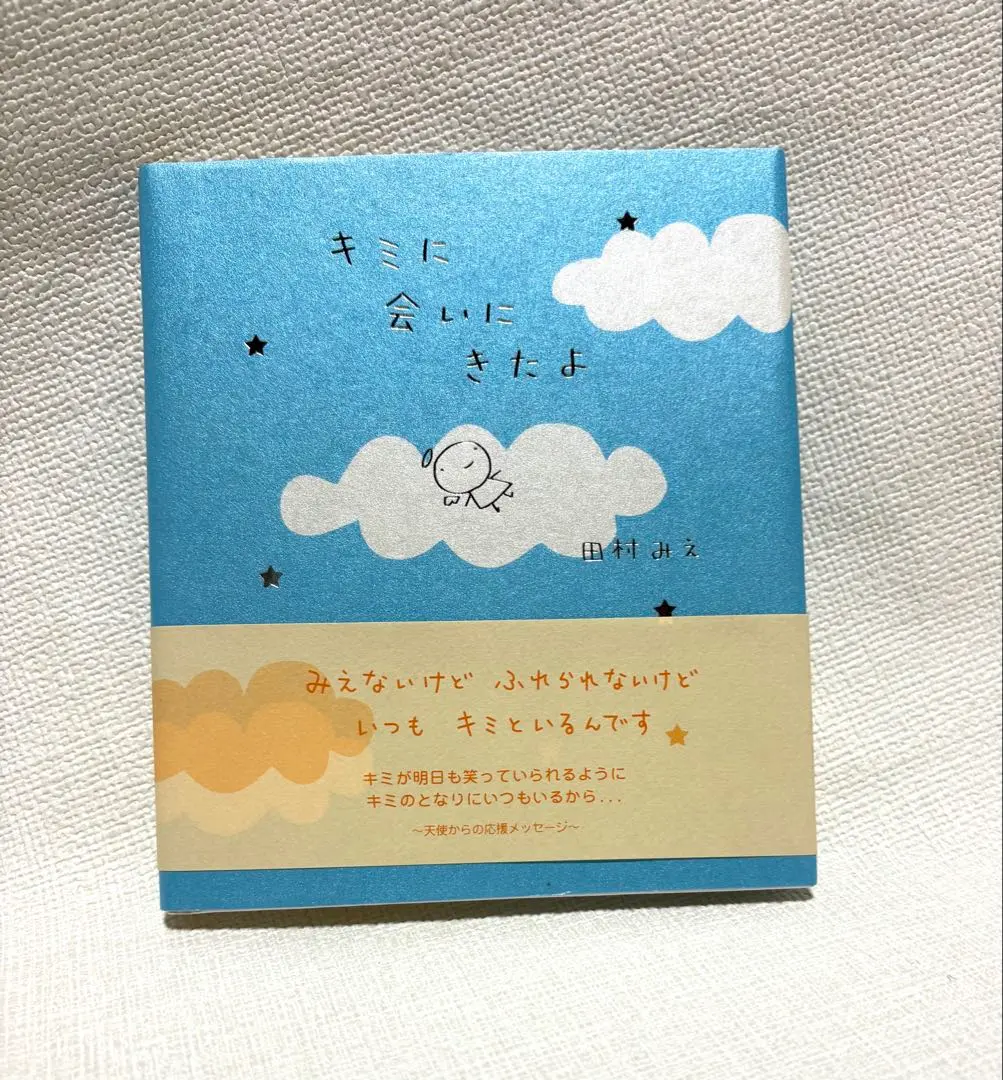 キミに
会いに
きたよ
田村みえ
みえないけど ふれられないけど
いつも キミといるんです
キミが明日も笑っていられるように
キミのとなりにいつもいるから...
～天使からの応援メッセージ～